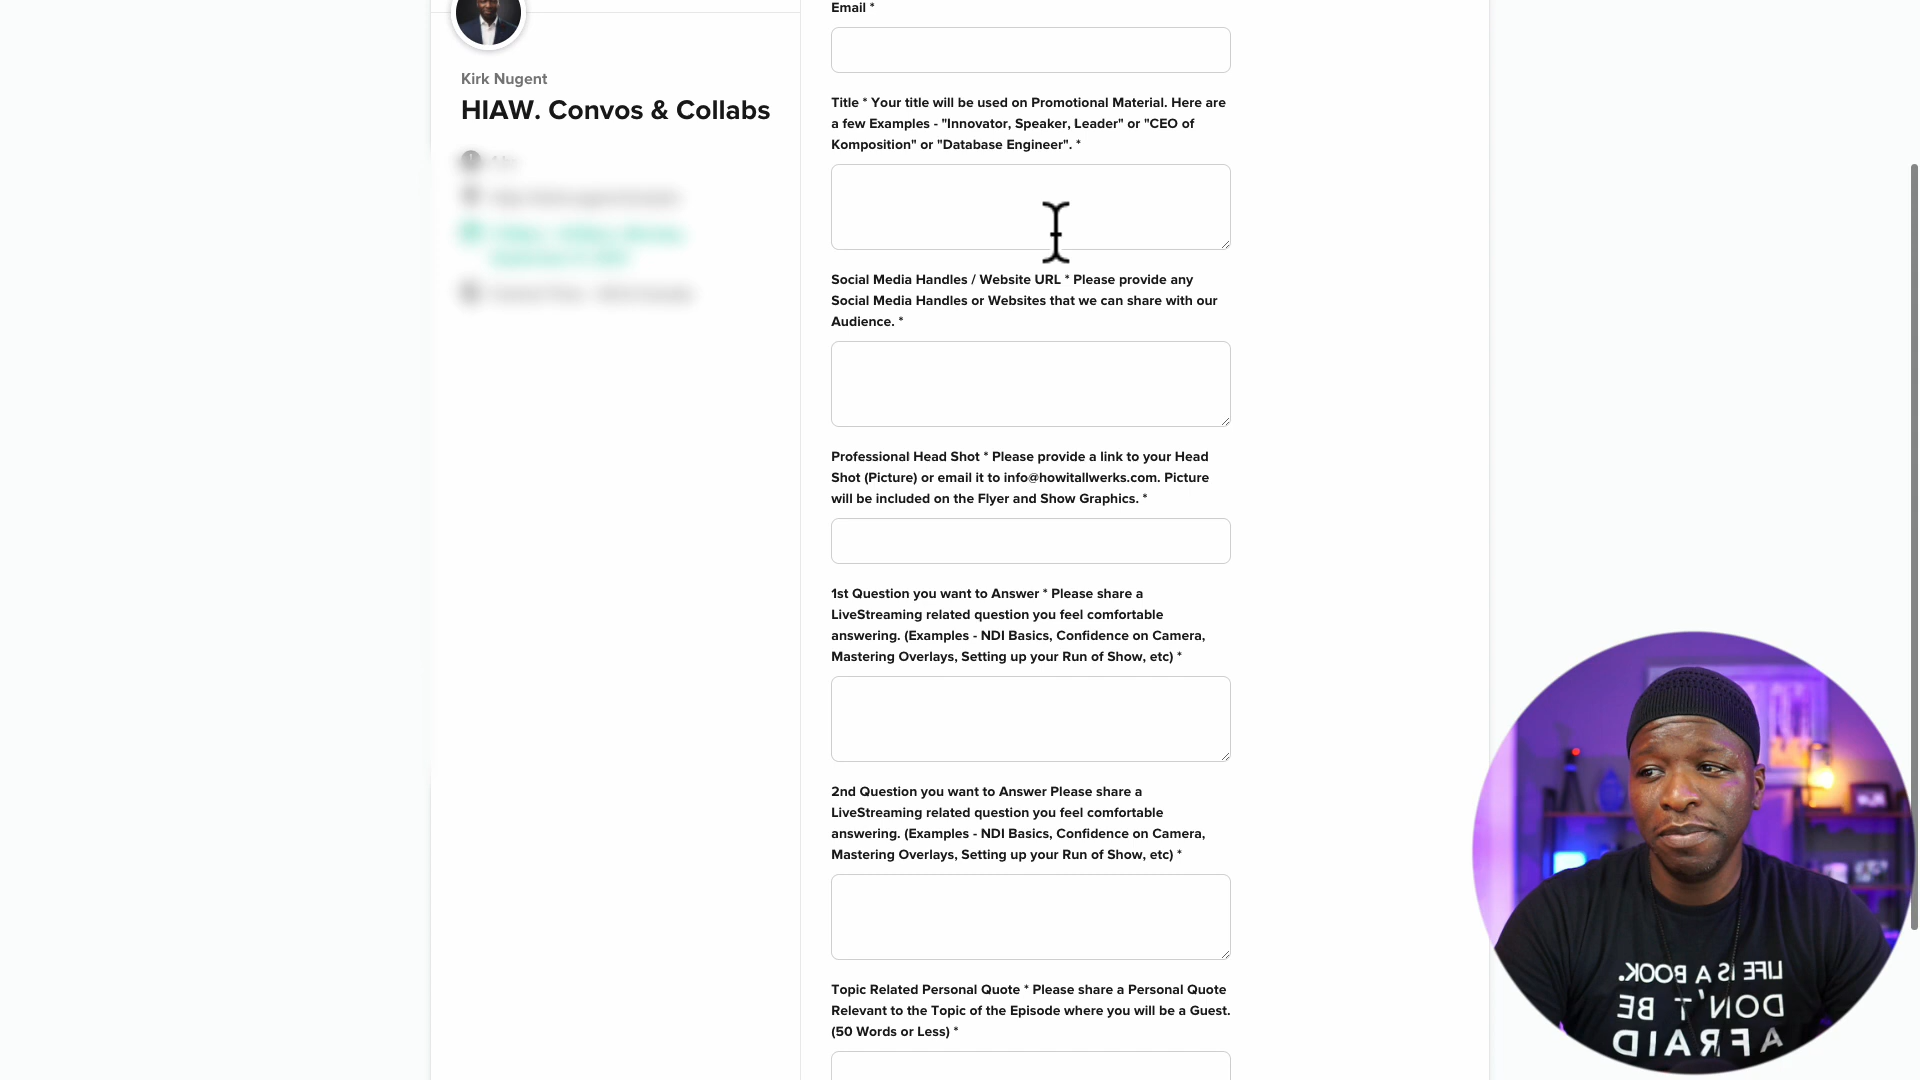 Email *
Kirk Nugent
HIAW. Convos & Collabs
Title * Your title will be used on Promotional Material. Here are
a few Examples - "Innovator, Speaker, Leader" or "CEO of
Komposition" or "Database Engineer". *
Social Media Handles / Website URL * Please provide any
Social Media Handles or Websites that we can share with our
Audience. *
Professional Head Shot * Please provide a link to your Head
Shot (Picture) or email it to info@howitallwerks.com. Picture
will be included on the Flyer and Show Graphics. *
1st Question you want to Answer * Please share a
LiveStreaming related question you feel comfortable
answering. (Examples - NDI Basics, Confidence on Camera,
Mastering Overlays, Setting up your Run of Show, etc) *
2nd Question you want to Answer Please share a
LiveStreaming related question you feel comfortable
answering. (Examples - NDI Basics, Confidence on Camera,
Mastering Overlays, Setting up your Run of Show, etc) *
Topic Related Personal Quote * Please share a Personal Quote
Relevant to the Topic of the Episode where you will be a Guest.
(50 Words or Less) *
LIFE IS A BOOK.
DON'T BE
AFRAID